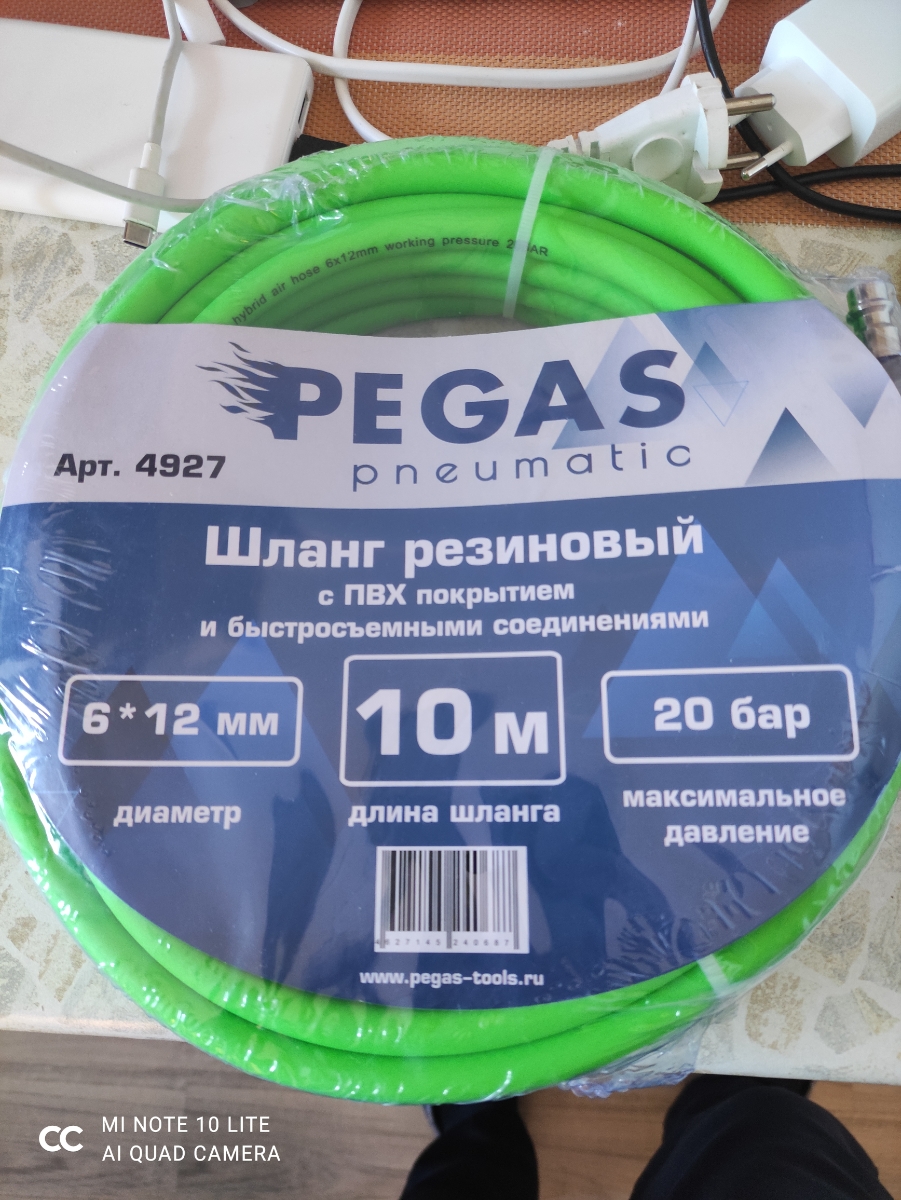 hybrid air hose 6x12mm working pressure
PEGAS
pneumatic
Арт. 4927
Шланг резиновый
с ПВХ покрытием
и быстросъемными соединениями
6*12 мм
диаметр
10 м
длина шланга
20 бар
максимальное
давление
4627145 240687
www.pegas-tools.ru
MI NOTE 10 LITE
AI QUAD CAMERA